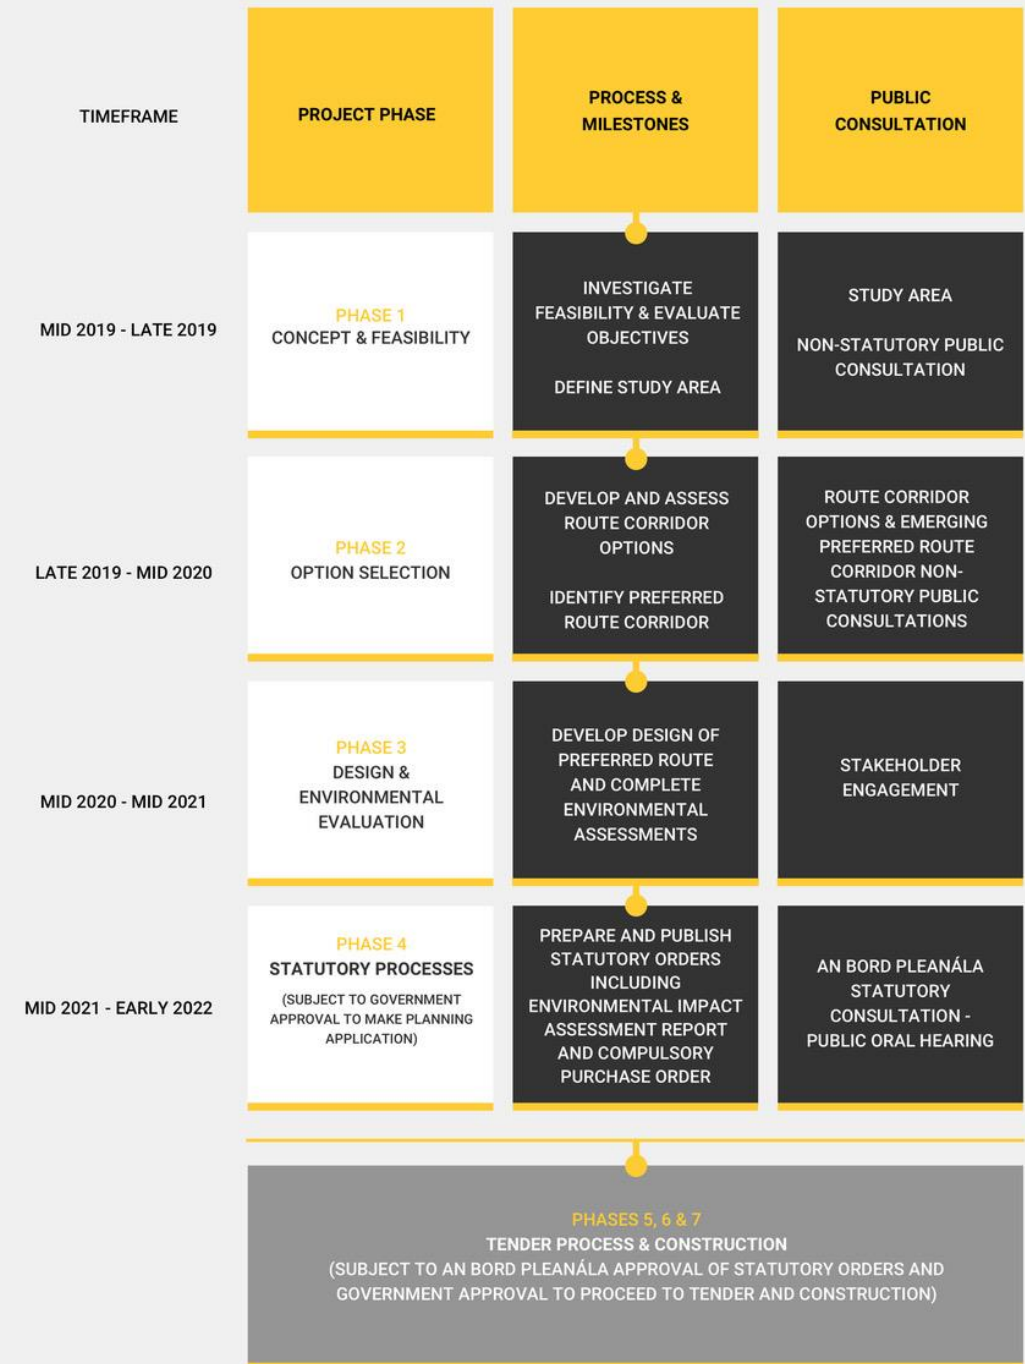 TIMEFRAME
PROJECT PHASE
PROCESS &
MILESTONES
PUBLIC
CONSULTATION
MID 2019 - LATE 2019
PHASE 1
CONCEPT & FEASIBILITY
INVESTIGATE
FEASIBILITY & EVALUATE
OBJECTIVES
DEFINE STUDY AREA
STUDY AREA
NON-STATUTORY PUBLIC
CONSULTATION
LATE 2019 - MID 2020
PHASE 2
OPTION SELECTION
DEVELOP AND ASSESS
ROUTE CORRIDOR
OPTIONS
IDENTIFY PREFERRED
ROUTE CORRIDOR
ROUTE CORRIDOR
OPTIONS & EMERGING
PREFERRED ROUTE
CORRIDOR NON-
STATUTORY PUBLIC
CONSULTATIONS
MID 2020 - MID 2021
PHASE 3
DESIGN &
ENVIRONMENTAL
EVALUATION
DEVELOP DESIGN OF
PREFERRED ROUTE
AND COMPLETE
ENVIRONMENTAL
ASSESSMENTS
STAKEHOLDER
ENGAGEMENT
MID 2021 - EARLY 2022
PHASE 4
STATUTORY PROCESSES
(SUBJECT TO GOVERNMENT
APPROVAL TO MAKE PLANNING
APPLICATION)
PREPARE AND PUBLISH
STATUTORY ORDERS
INCLUDING
ENVIRONMENTAL IMPACT
ASSESSMENT REPORT
AND COMPULSORY
PURCHASE ORDER
AN BORD PLEANÁLA
STATUTORY
CONSULTATION -
PUBLIC ORAL HEARING
PHASES 5, 6 & 7
TENDER PROCESS & CONSTRUCTION
(SUBJECT TO AN BORD PLEANÁLA APPROVAL OF STATUTORY ORDERS AND
GOVERNMENT APPROVAL TO PROCEED TO TENDER AND CONSTRUCTION)